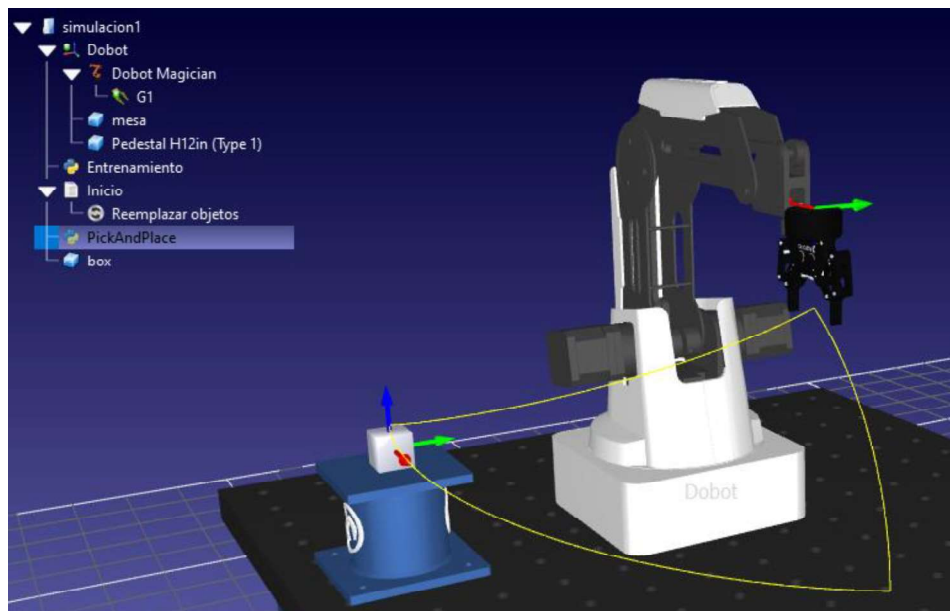 simulacion1
Dobot
Dobot Magician
G1
mesa
Pedestal H12in (Type 1)
Entrenamiento
Inicio
Reemplazar objetos
PickAndPlace
box
Dobot